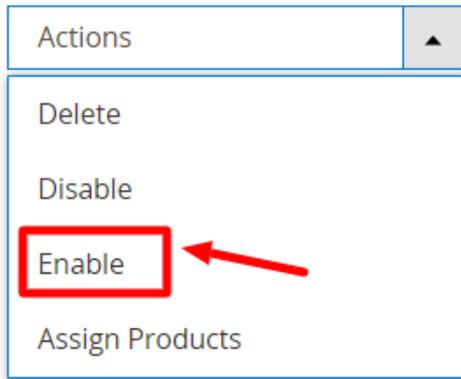 Actions
Delete
Disable
Enable
Assign Products